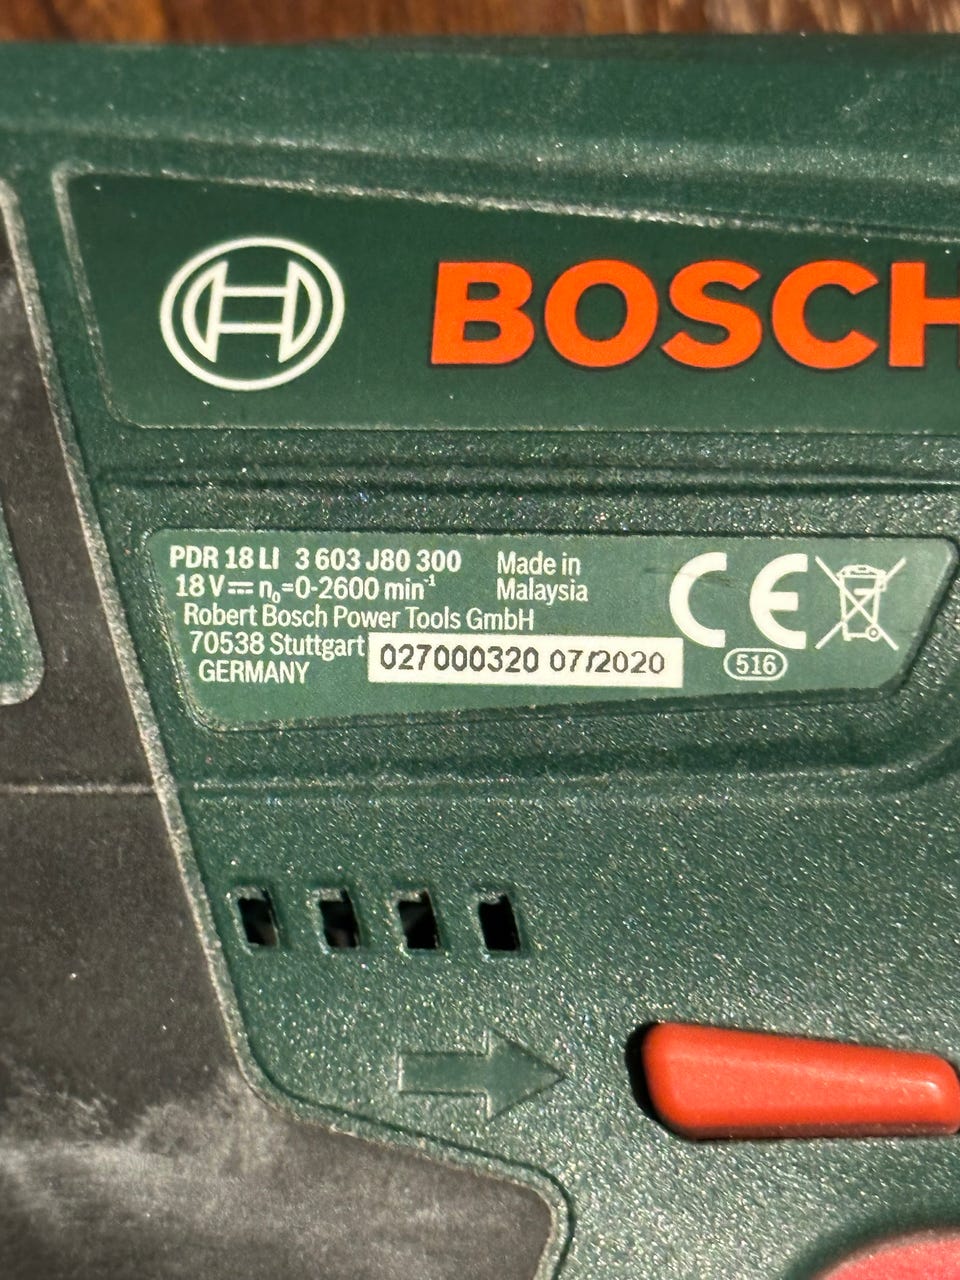 BOSCH
PDR 18 LI 3 603 J80 300
18 V⎓ n₀=0-2600 min⁻¹
Made in
Malaysia
Robert Bosch Power Tools GmbH
70538 Stuttgart
GERMANY
027000320 07/2020
CE
516